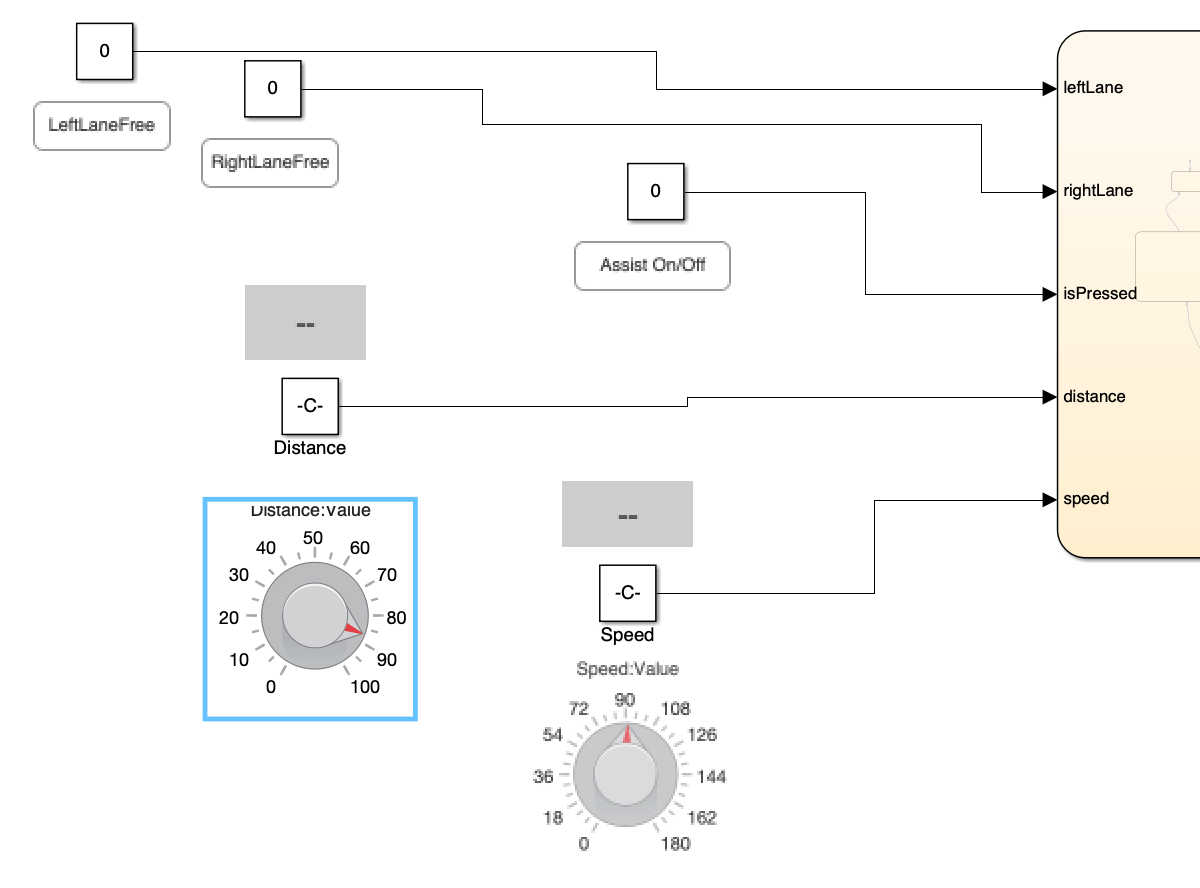 0
leftLane
0
LeftLaneFree
RightLaneFree
0
rightLane
Assist On/Off
isPressed
--
-C-
distance
Distance
Distance:Value
50
40 60
30 70
20 80
10 90
0 100
--
speed
-C-
Speed
Speed:Value
90
72 108
54 126
36 144
18 162
0 180